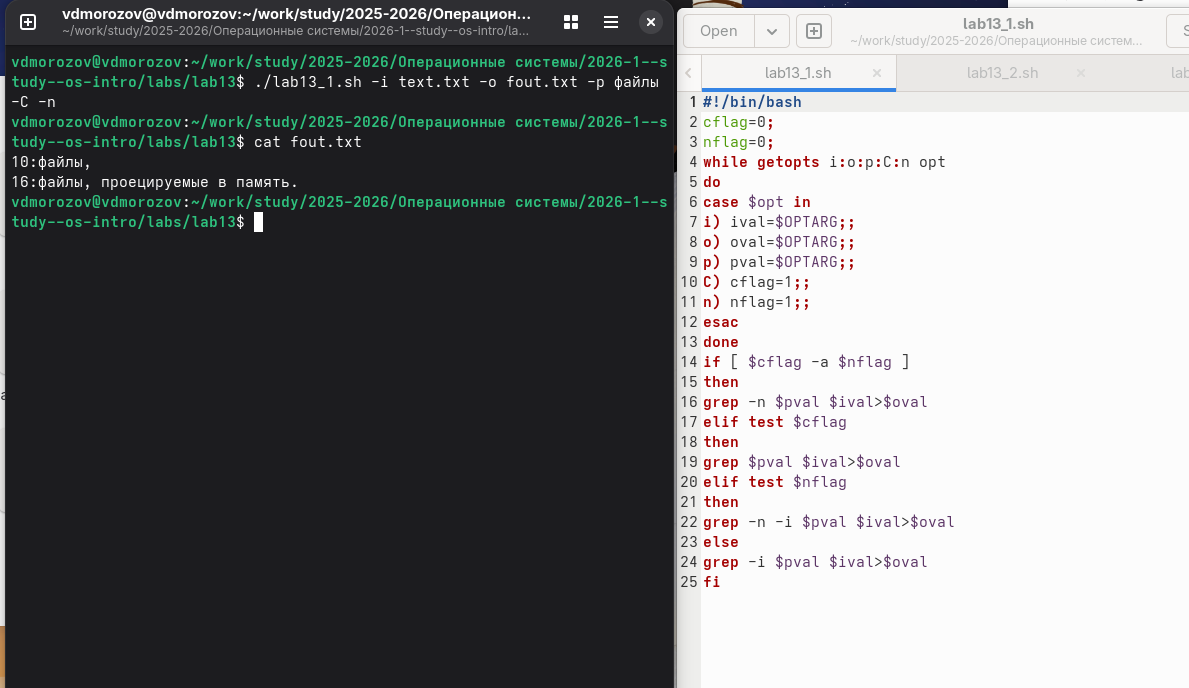 vdmorozov@vdmorozov:~/work/study/2025-2026/Операцион...
~/work/study/2025-2026/Операционные системы/2026-1--study--os-intro/la...
vdmorozov@vdmorozov:~/work/study/2025-2026/Операционные системы/2026-1--s
tudy--os-intro/labs/lab13$ ./lab13_1.sh -i text.txt -o fout.txt -p файлы
-C -n
vdmorozov@vdmorozov:~/work/study/2025-2026/Операционные системы/2026-1--s
tudy--os-intro/labs/lab13$ cat fout.txt
10:файлы,
16:файлы, проецируемые в память.
vdmorozov@vdmorozov:~/work/study/2025-2026/Операционные системы/2026-1--s
tudy--os-intro/labs/lab13$
Open
lab13_1.sh
~/work/study/2025-2026/Операционные систем...
lab13_1.sh
lab13_2.sh
1 #!/bin/bash
2 cflag=0;
3 nflag=0;
4 while getopts i:o:p:C:n opt
5 do
6 case $opt in
7 i) ival=$OPTARG;;
8 o) oval=$OPTARG;;
9 p) pval=$OPTARG;;
10 C) cflag=1;;
11 n) nflag=1;;
12 esac
13 done
14 if [ $cflag -a $nflag ]
15 then
16 grep -n $pval $ival>$oval
17 elif test $cflag
18 then
19 grep $pval $ival>$oval
20 elif test $nflag
21 then
22 grep -n -i $pval $ival>$oval
23 else
24 grep -i $pval $ival>$oval
25 fi